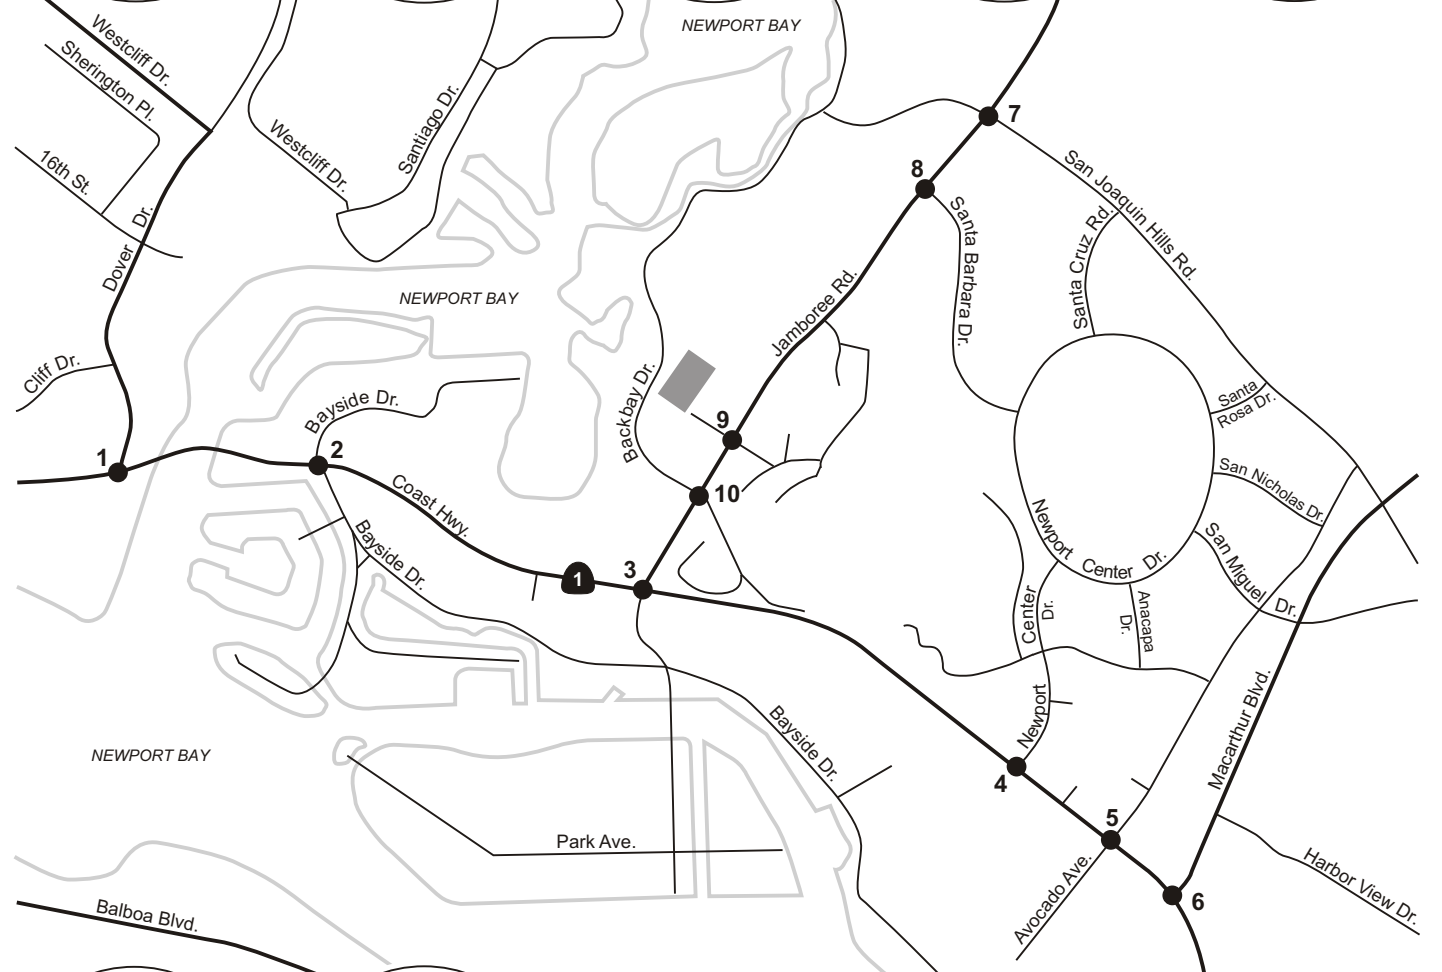 NEWPORT BAY
Westcliff Dr.
Sherington Pl.
16th St.
Westcliff Dr.
Santiago Dr.
7
8
San Joaquin Hills Rd.
Dover Dr.
Santa Barbara Dr.
Santa Cruz Rd.
NEWPORT BAY
Jamboree Rd.
Cliff Dr.
Bayside Dr.
Backbay Dr.
Santa
Rosa Dr.
9
1
2
10
San Nicholas Dr.
Coast Hwy.
Bayside Dr.
Newport Center Dr.
San Miguel Dr.
1
3
Center
Dr.
Newport
Anacapa
Dr.
Macarthur Blvd.
NEWPORT BAY
Bayside Dr.
4
5
Park Ave.
Avocado Ave.
6
Harbor View Dr.
Balboa Blvd.